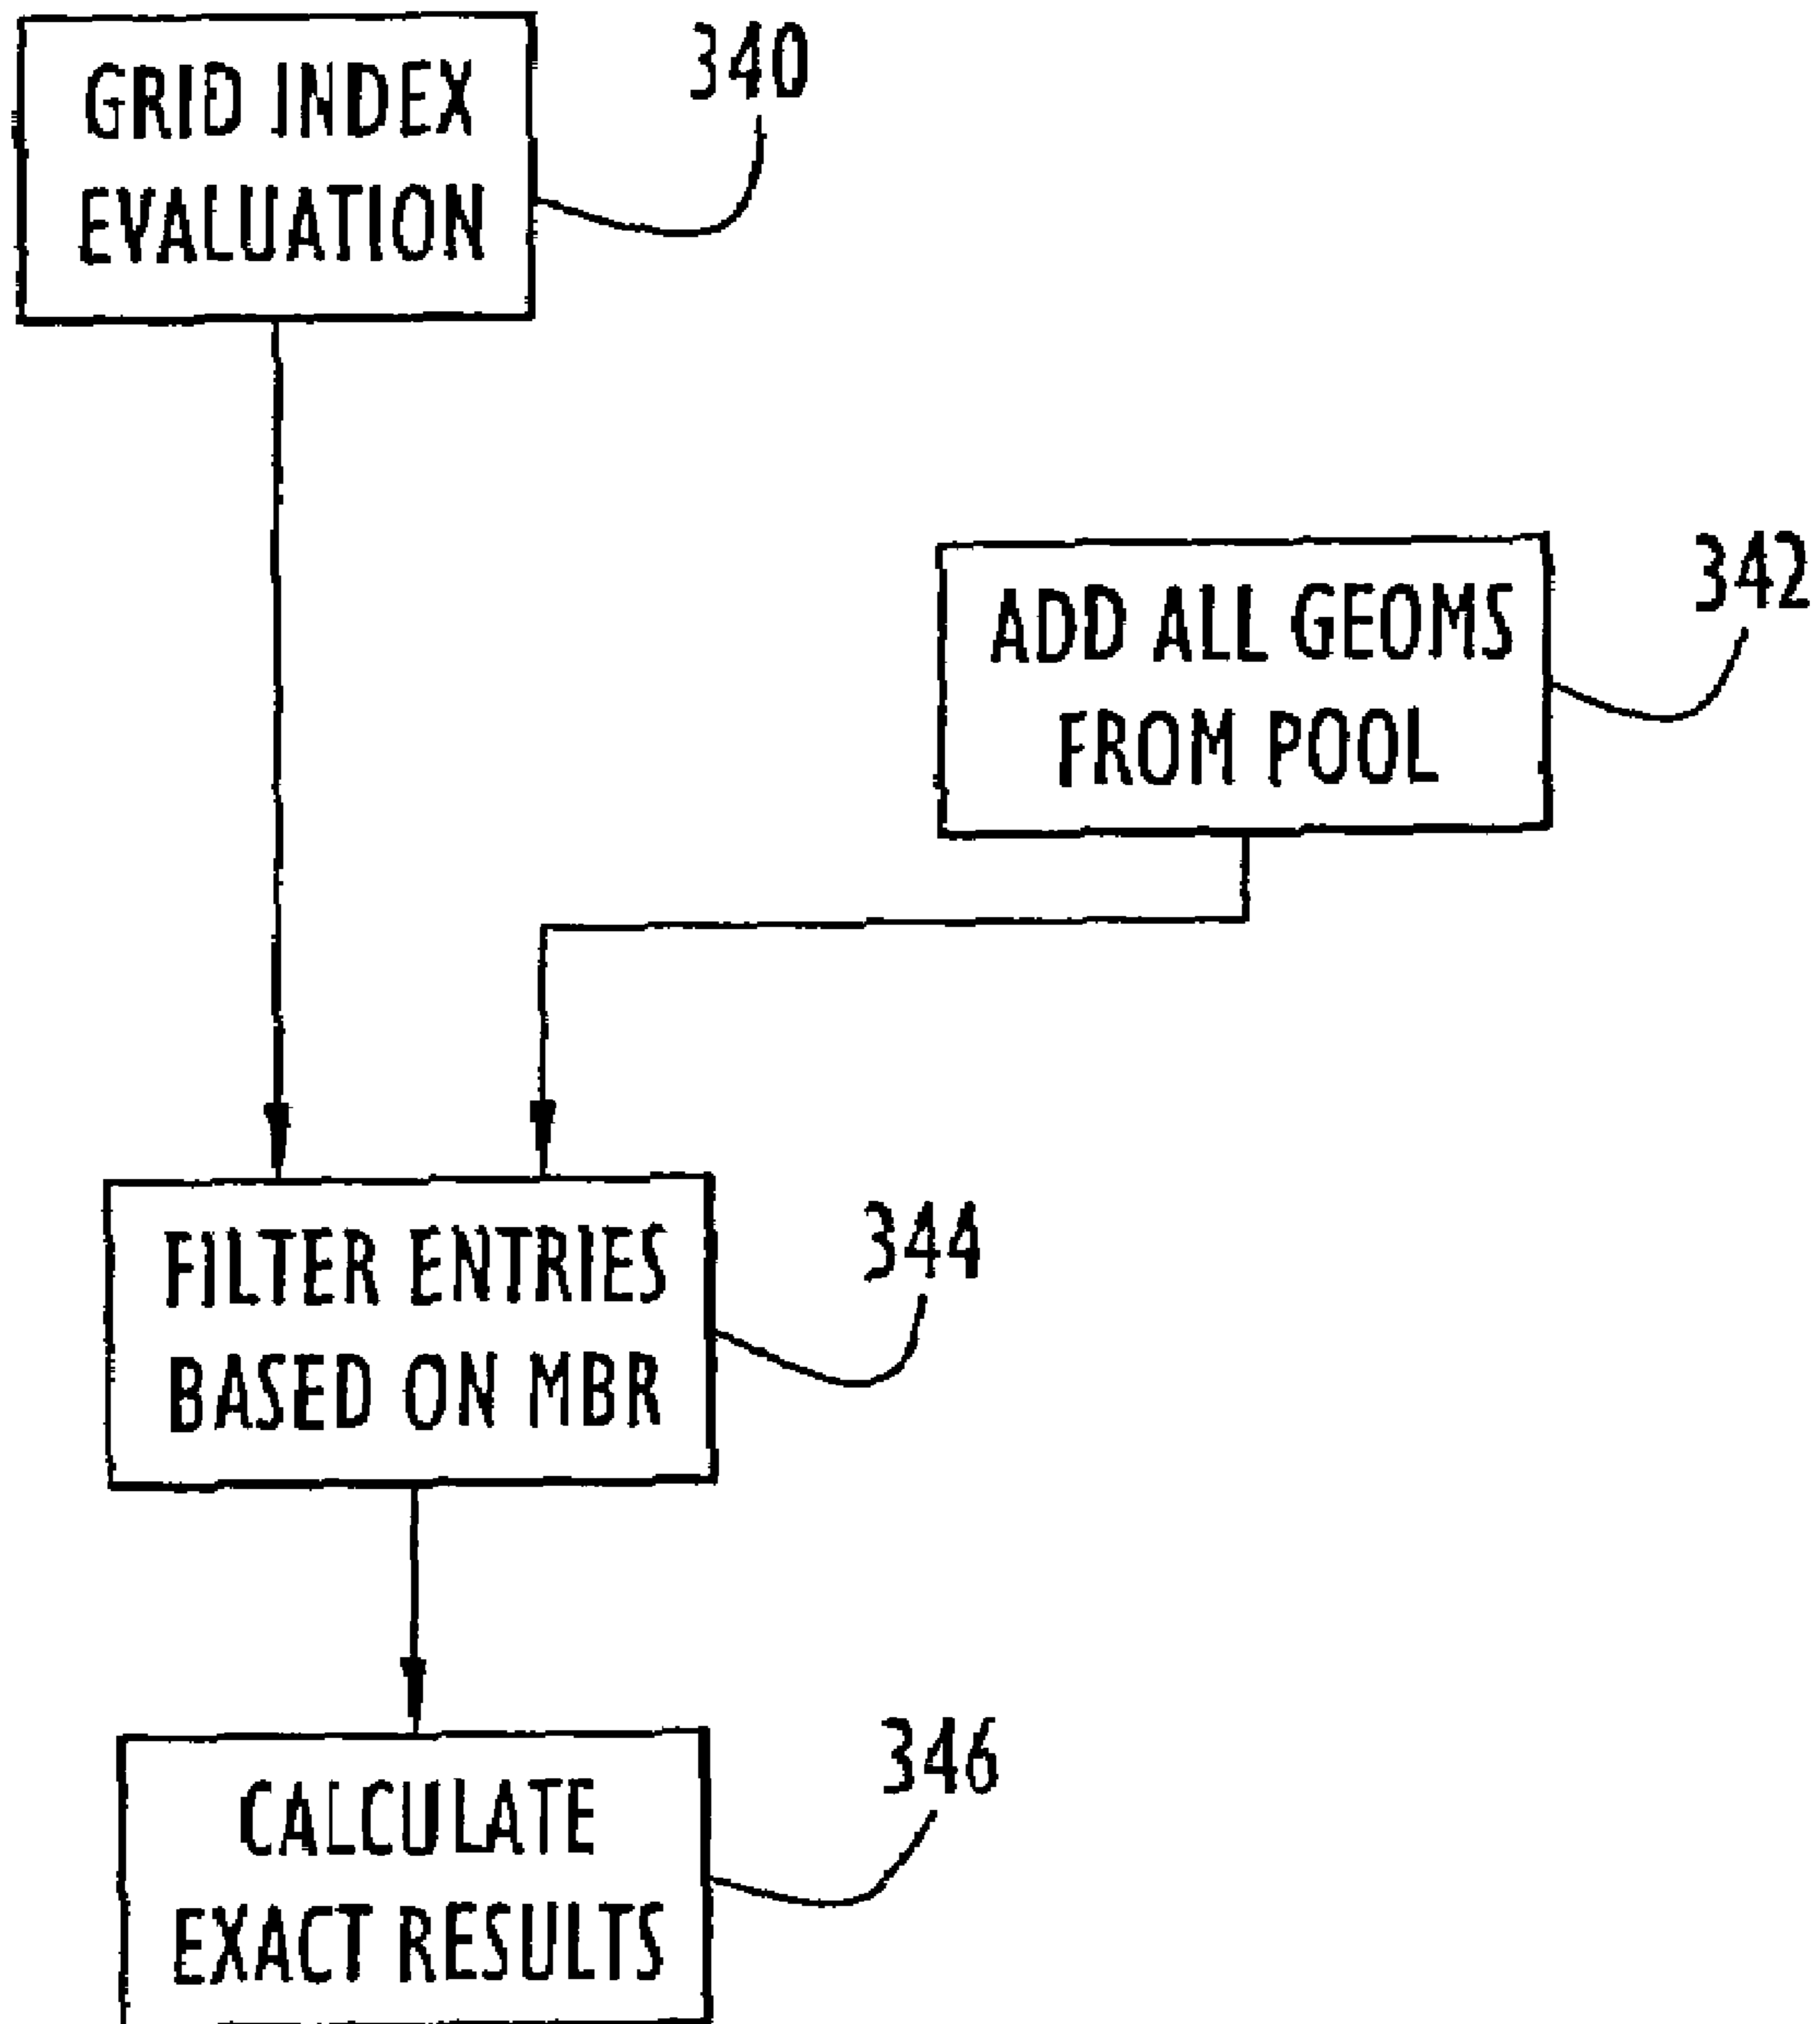 GRID INDEX
EVALUATION
340
ADD ALL GEOMS
FROM POOL
342
FILTER ENTRIES
BASED ON MBR
344
CALCULATE
EXACT RESULTS
346